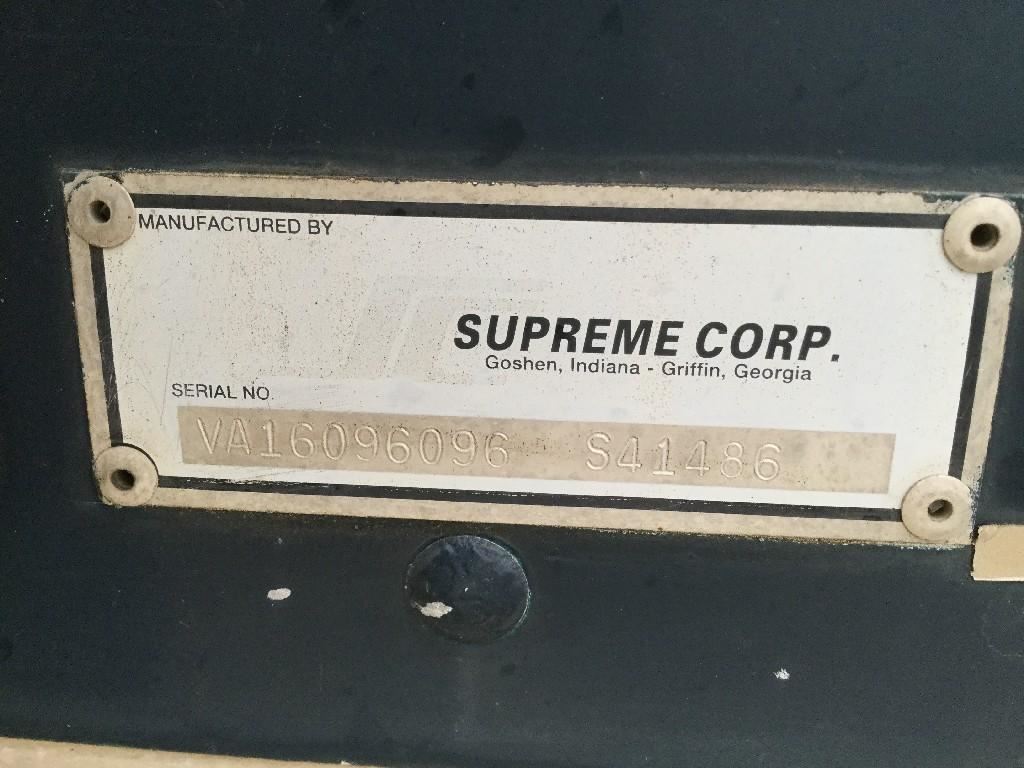 MANUFACTURED BY
SUPREME CORP.
Goshen, Indiana - Griffin, Georgia
SERIAL NO.
VA16096096 S41486